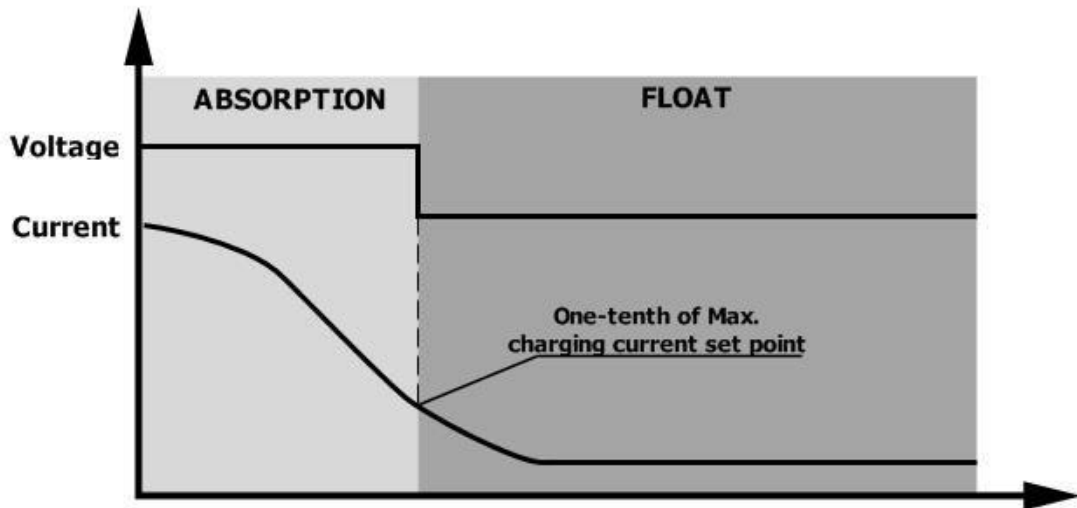 ABSORPTION
FLOAT
Voltage
Current
One-tenth of Max.
charging current set point